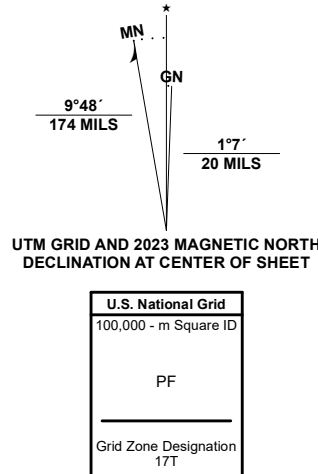 ★
MN
GN
9°48´
174 MILS
1°7´
20 MILS
UTM GRID AND 2023 MAGNETIC NORTH
DECLINATION AT CENTER OF SHEET
U.S. National Grid
100,000 - m Square ID
PF
Grid Zone Designation
17T